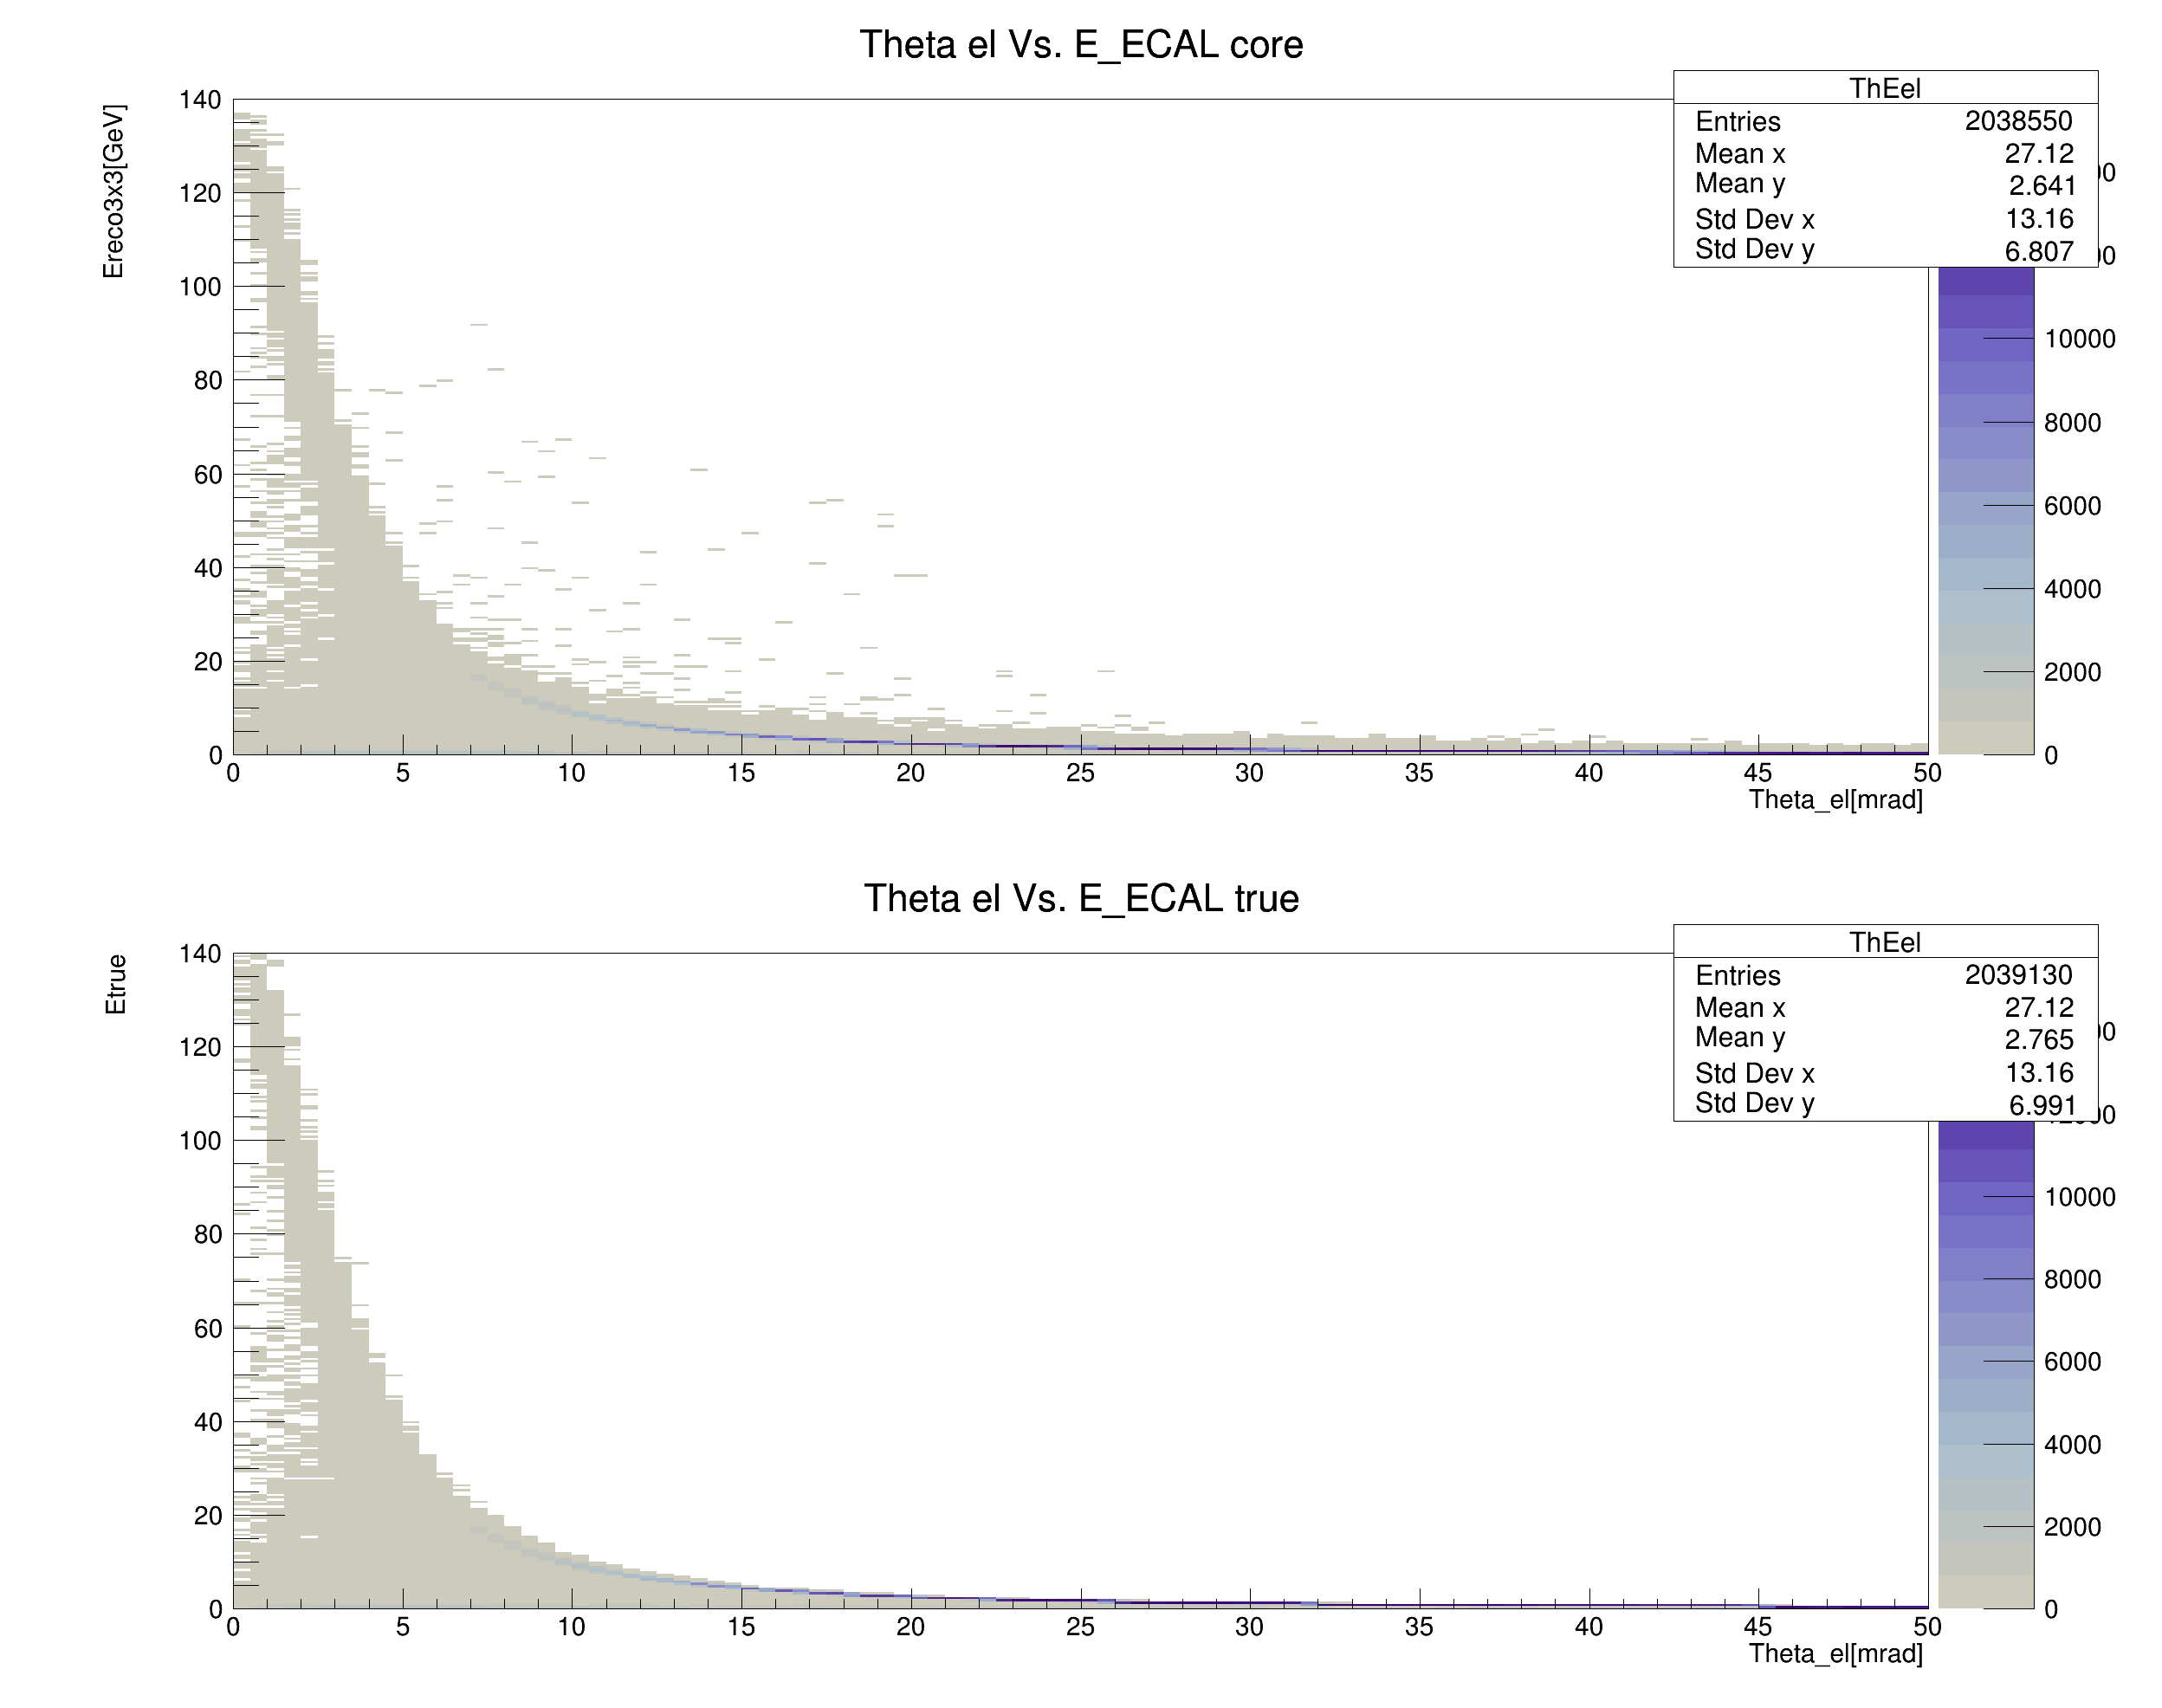 Theta el Vs. E_ECAL core
Ereco3x3[GeV]
ThEel
Entries 2038550
Mean x 27.12
Mean y 2.641
Std Dev x 13.16
Std Dev y 6.807
140
120
100
80
60
40
20
0
0 5 10 15 20 25 30 35 40 45 50
Theta_el[mrad]
10000
8000
6000
4000
2000
0
Theta el Vs. E_ECAL true
Etrue
ThEel
Entries 2039130
Mean x 27.12
Mean y 2.765
Std Dev x 13.16
Std Dev y 6.991
140
120
100
80
60
40
20
0
0 5 10 15 20 25 30 35 40 45 50
Theta_el[mrad]
10000
8000
6000
4000
2000
0